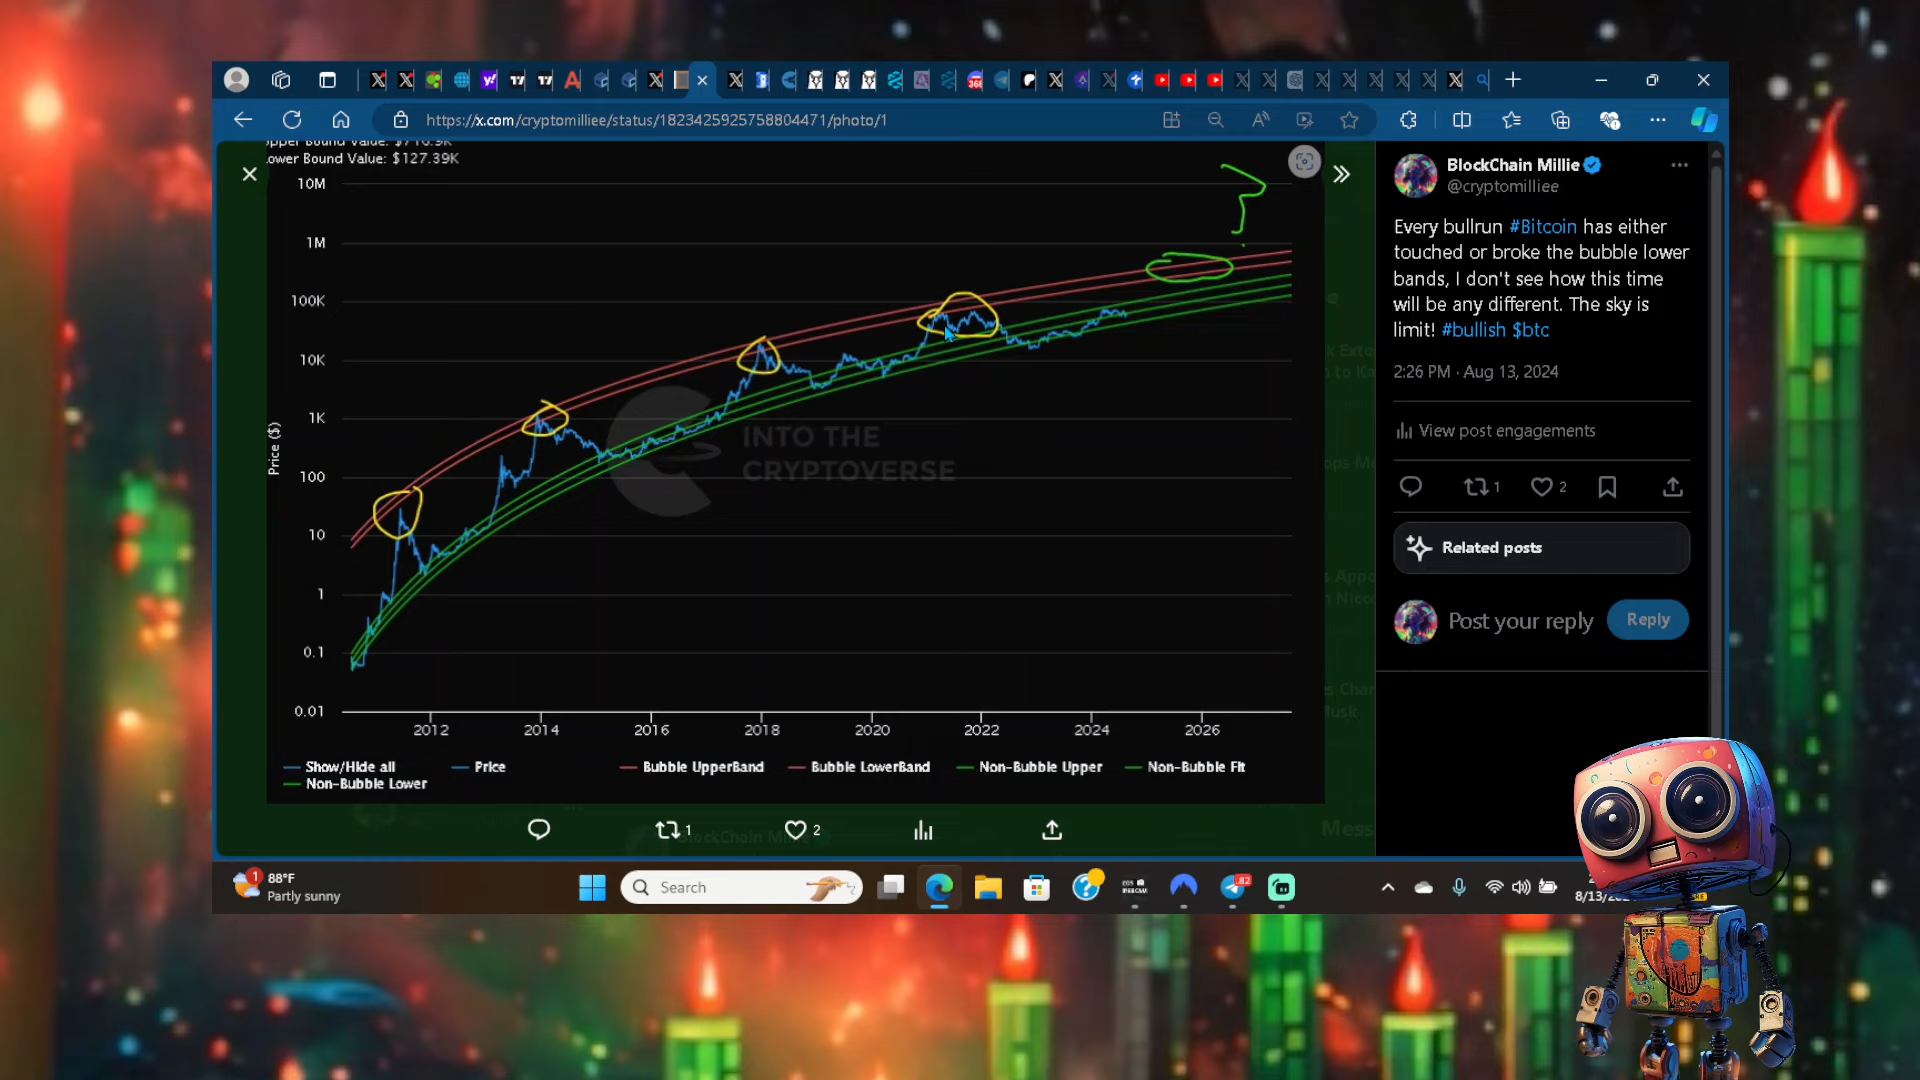 https://x.com/cryptomilliee/status/1823425925758804471/photo/1
Lower Bound Value: $127.39K
10M
1M
100K
10K
1K
100
10
1
0.1
0.01
Price ($)
INTO THE
CRYPTOVERSE
2012 2014 2016 2018 2020 2022 2024 2026
Show/Hide all Price Bubble UpperBand Bubble LowerBand Non-Bubble Upper Non-Bubble Fit
Non-Bubble Lower
1 2
BlockChain Millie
@cryptomilliee
Every bullrun #Bitcoin has either
touched or broke the bubble lower
bands, I don't see how this time
will be any different. The sky is
limit! #bullish $btc
2:26 PM · Aug 13, 2024
View post engagements
1 2
Related posts
Post your reply Reply
1 88°F
Partly sunny
Search
82